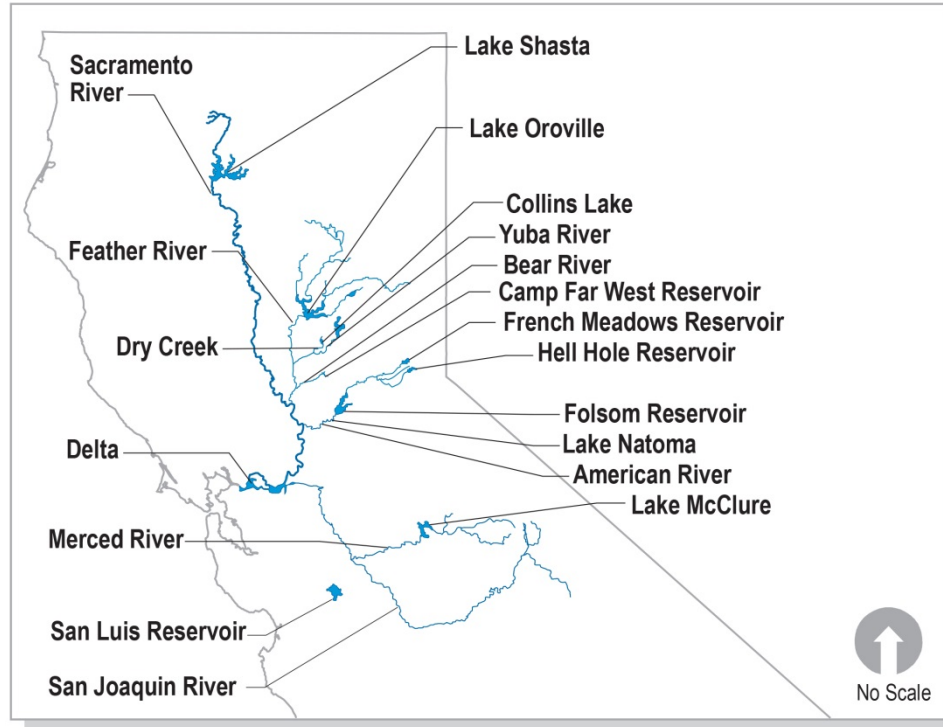 Lake Shasta
Sacramento
River
Lake Oroville
Collins Lake
Yuba River
Feather River
Bear River
Camp Far West Reservoir
French Meadows Reservoir
Dry Creek
Hell Hole Reservoir
Folsom Reservoir
Lake Natoma
Delta
American River
Lake McClure
Merced River
San Luis Reservoir
San Joaquin River
No Scale